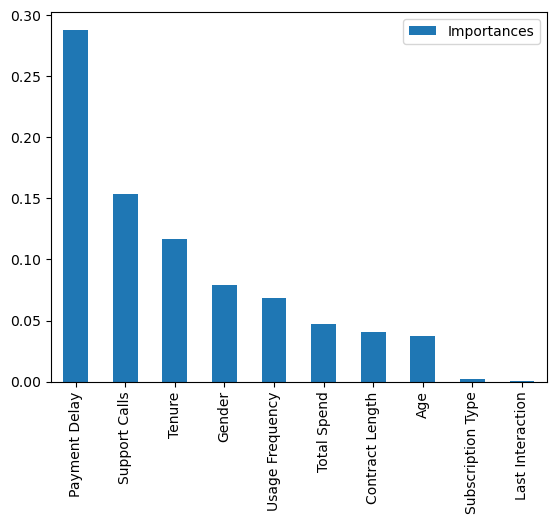 0.30
0.25
0.20
0.15
0.10
0.05
0.00
Importances
Payment Delay
Support Calls
Tenure
Gender
Usage Frequency
Total Spend
Contract Length
Age
Subscription Type
Last Interaction